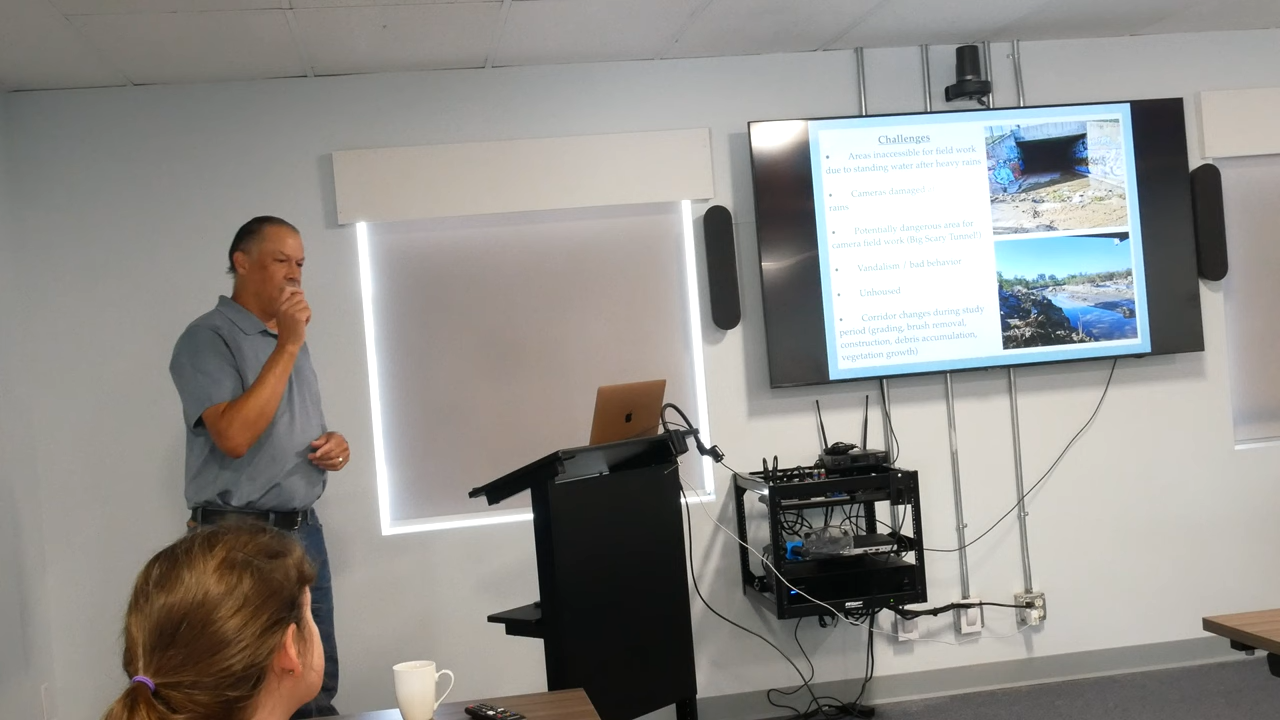 Challenges
• Areas inaccessible for field work
due to standing water after heavy rains
• Cameras damaged
rains
• Potentially dangerous area for
camera field work (Big Scary Tunnel')
• Vandalism / bad behavior
• Unhoused
• Corridor changes during study
period (grading, brush removal,
construction, debris accumulation,
vegetation growth)